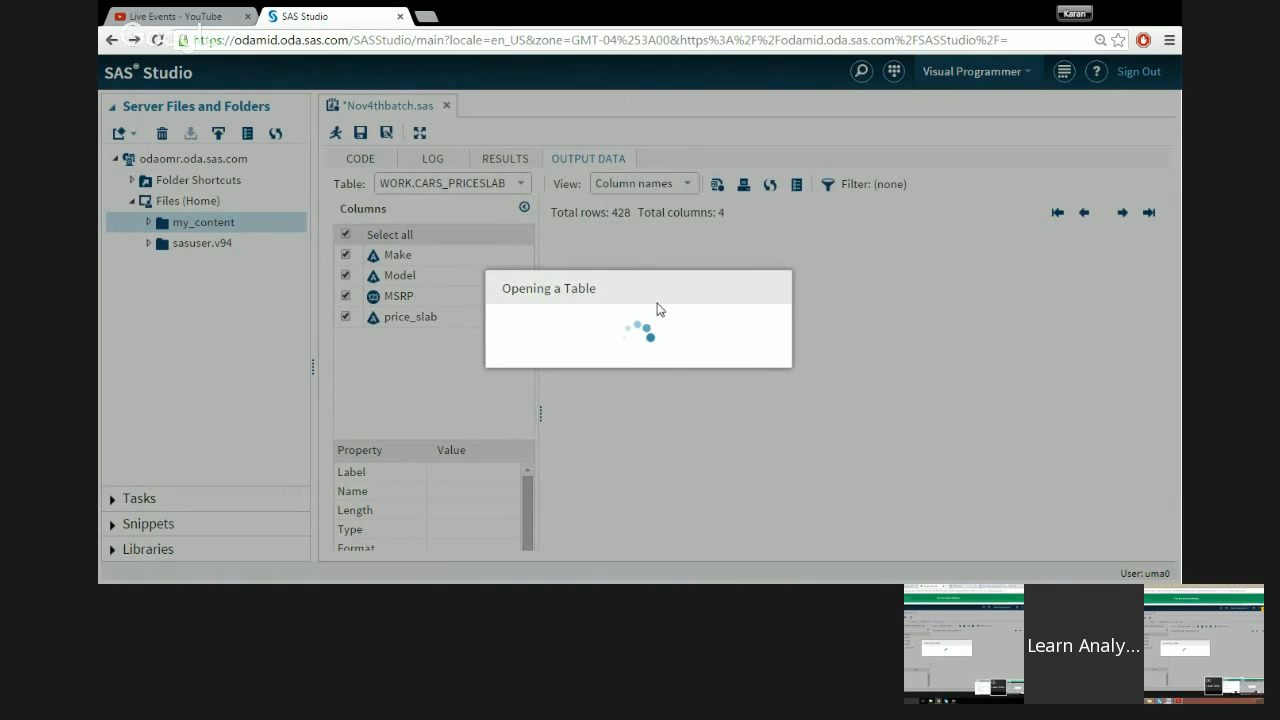 Live Events - YouTube
SAS Studio
Karan
https://odamid.oda.sas.com/SASStudio/main?locale=en_US&zone=GMT-04%253A00&https%3A%2F%2Fodamid.oda.sas.com%2FSASStudio%2F=
SAS® Studio
Visual Programmer
Sign Out
Server Files and Folders
*Nov4thbatch.sas
odaomr.oda.sas.com
Folder Shortcuts
Files (Home)
my_content
sasuser.v94
CODE
LOG
RESULTS
OUTPUT DATA
Table:
WORK.CARS_PRICESLAB
View:
Column names
Filter: (none)
Columns
Total rows: 428 Total columns: 4
Select all
Make
Model
MSRP
price_slab
Opening a Table
Property
Value
Label
Name
Length
Type
Format
Tasks
Snippets
Libraries
User: uma0
Learn Analy...